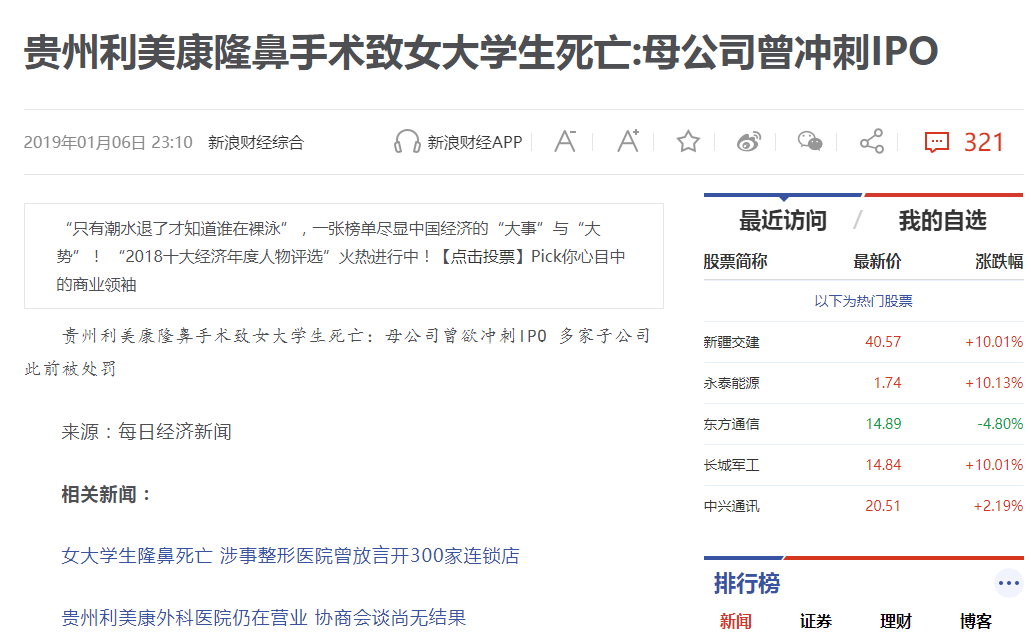 贵州利美康隆鼻手术致女大学生死亡:母公司曾冲刺IPO
2019年01月06日 23:10 新浪财经综合 新浪财经APP A- A+ 321
“只有潮水退了才知道谁在裸泳”，一张榜单尽显中国经济的“大事”与“大
势”！ “2018十大经济年度人物评选”火热进行中！【点击投票】Pick你心目中
的商业领袖
贵州利美康隆鼻手术致女大学生死亡：母公司曾欲冲刺IPO 多家子公司
此前被处罚
来源：每日经济新闻
相关新闻：
女大学生隆鼻死亡 涉事整形医院曾放言开300家连锁店
贵州利美康外科医院仍在营业 协商会谈尚无结果
最近访问 / 我的自选
股票简称 最新价 涨跌幅
以下为热门股票
新疆交建 40.57 +10.01%
永泰能源 1.74 +10.13%
东方通信 14.89 -4.80%
长城军工 14.84 +10.01%
中兴通讯 20.51 +2.19%
排行榜
新闻 证券 理财 博客